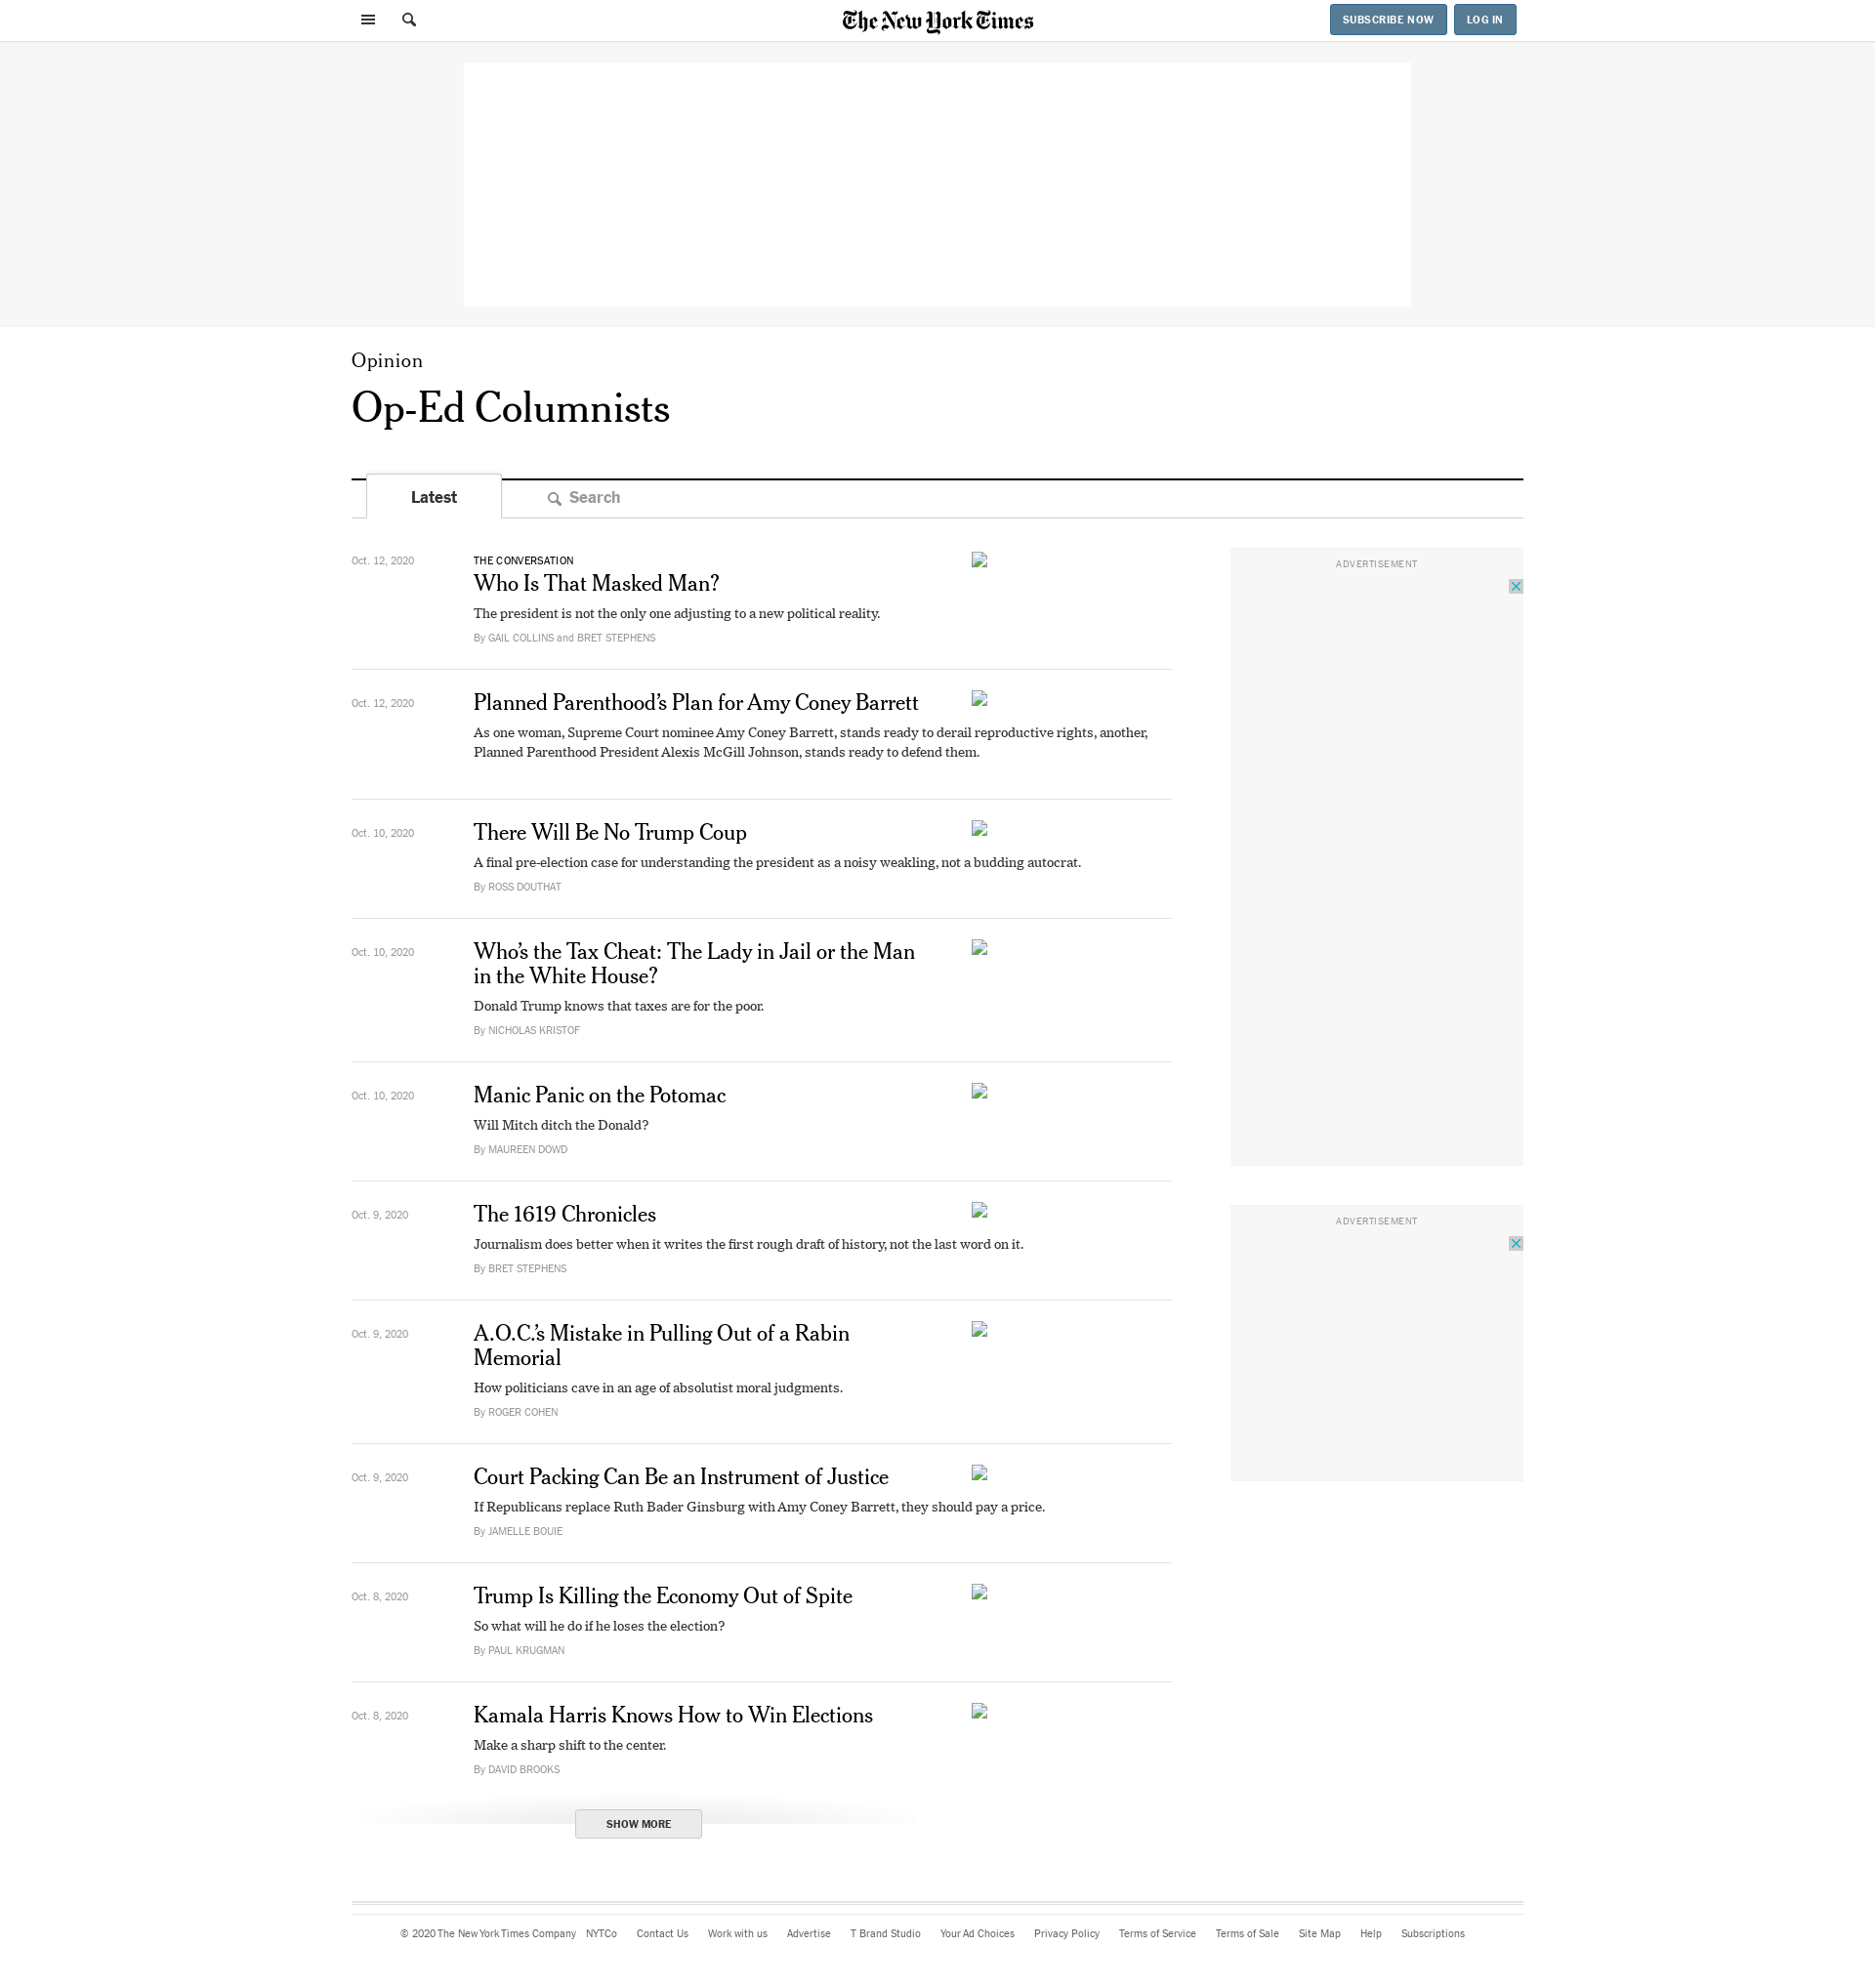 The New York Times
SUBSCRIBE NOW
LOG IN
Opinion
Op-Ed Columnists
Latest
Search
Oct. 12, 2020
THE CONVERSATION
Who Is That Masked Man?
The president is not the only one adjusting to a new political reality.
By GAIL COLLINS and BRET STEPHENS
Oct. 12, 2020
Planned Parenthood’s Plan for Amy Coney Barrett
As one woman, Supreme Court nominee Amy Coney Barrett, stands ready to derail reproductive rights, another,
Planned Parenthood President Alexis McGill Johnson, stands ready to defend them.
Oct. 10, 2020
There Will Be No Trump Coup
A final pre-election case for understanding the president as a noisy weakling, not a budding autocrat.
By ROSS DOUTHAT
Oct. 10, 2020
Who’s the Tax Cheat: The Lady in Jail or the Man
in the White House?
Donald Trump knows that taxes are for the poor.
By NICHOLAS KRISTOF
Oct. 10, 2020
Manic Panic on the Potomac
Will Mitch ditch the Donald?
By MAUREEN DOWD
Oct. 9, 2020
The 1619 Chronicles
Journalism does better when it writes the first rough draft of history, not the last word on it.
By BRET STEPHENS
Oct. 9, 2020
A.O.C.’s Mistake in Pulling Out of a Rabin
Memorial
How politicians cave in an age of absolutist moral judgments.
By ROGER COHEN
Oct. 9, 2020
Court Packing Can Be an Instrument of Justice
If Republicans replace Ruth Bader Ginsburg with Amy Coney Barrett, they should pay a price.
By JAMELLE BOUIE
Oct. 8, 2020
Trump Is Killing the Economy Out of Spite
So what will he do if he loses the election?
By PAUL KRUGMAN
Oct. 8, 2020
Kamala Harris Knows How to Win Elections
Make a sharp shift to the center.
By DAVID BROOKS
SHOW MORE
ADVERTISEMENT
ADVERTISEMENT
© 2020 The New York Times Company NYTCo Contact Us Work with us Advertise T Brand Studio Your Ad Choices Privacy Policy Terms of Service Terms of Sale Site Map Help Subscriptions